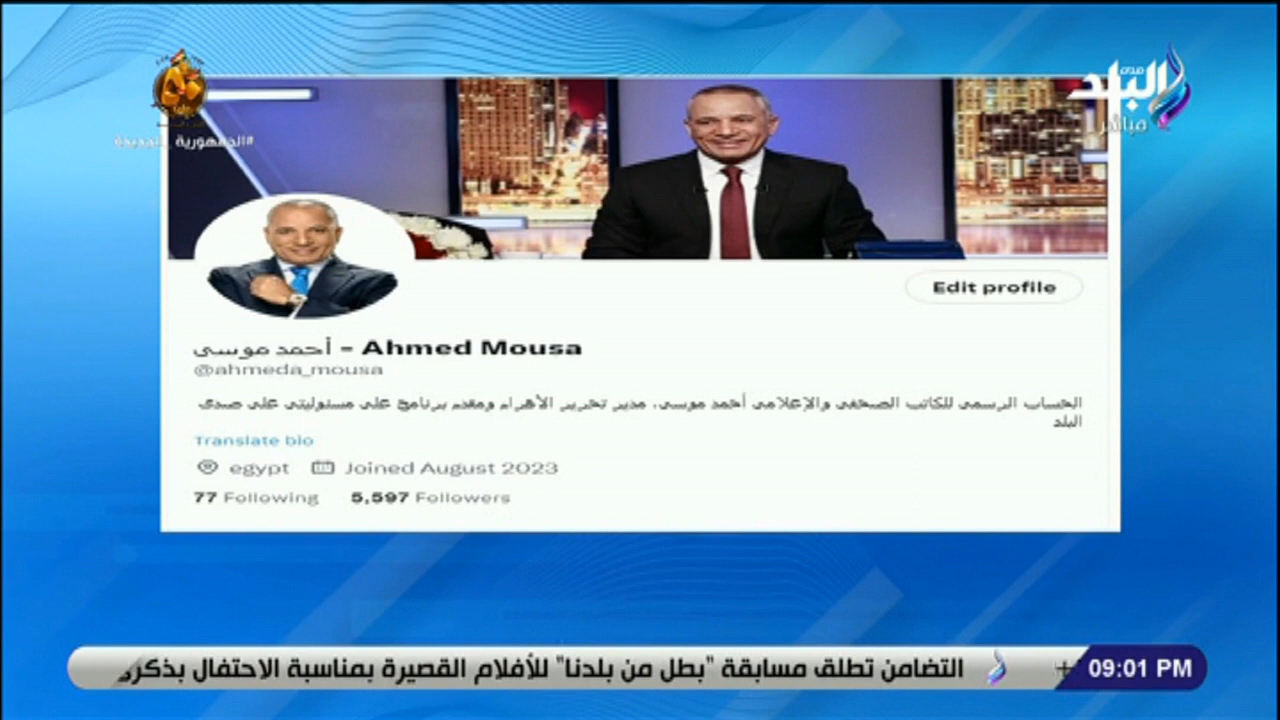 صدى
البلد
مباشر
50
#الجمهورية_الجديدة
Edit profile
أحمد موسى - Ahmed Mousa
@ahmeda_mousa
الحساب الرسمي للكاتب الصحفي والإعلامي أحمد موسى، مدير تحرير الأهرام ومقدم برنامج على مسئوليتي على صدى
البلد
Translate bio
egypt Joined August 2023
77 Following 5,597 Followers
التضامن تطلق مسابقة "بطل من بلدنا" للأفلام القصيرة بمناسبة الاحتفال بذكرى
09:01 PM